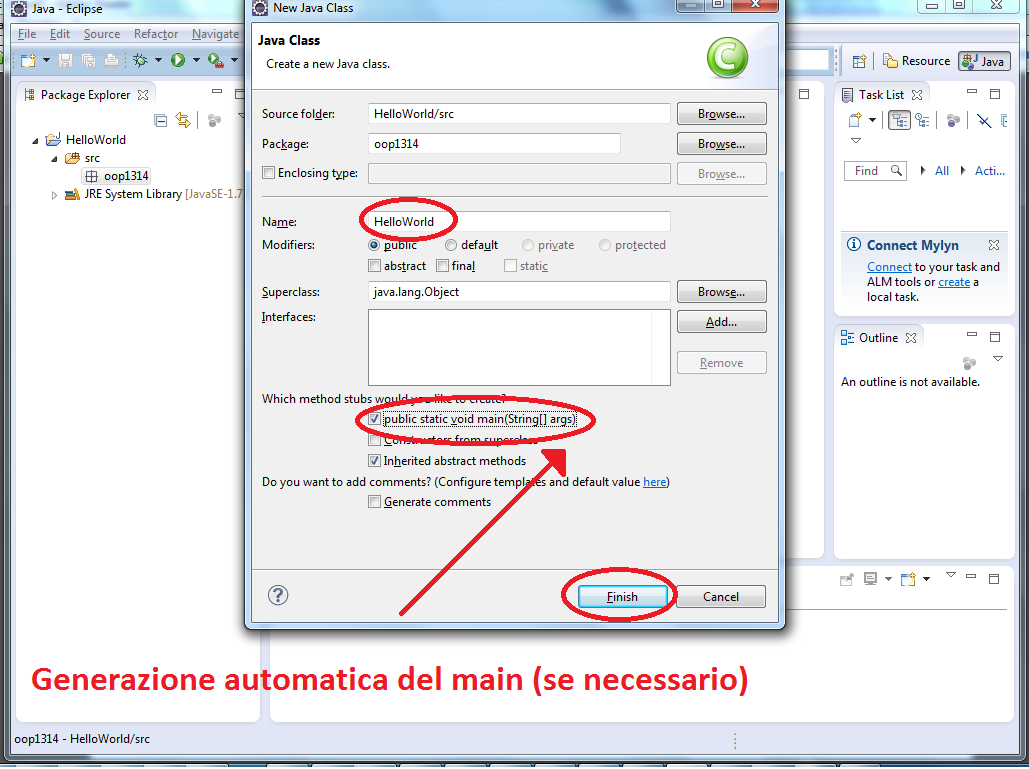 Java - Eclipse
New Java Class
File Edit Source Refactor Navigate
Java Class
Create a new Java class.
Resource
Java
Package Explorer
Task List
Source folder: HelloWorld/src Browse...
Package: oop1314 Browse...
Enclosing type: Browse...
HelloWorld
src
oop1314
JRE System Library [JavaSE-1.7
Find All Acti...
Name: HelloWorld
Modifiers: public default private protected
abstract final static
Connect Mylyn
Connect to your task and
ALM tools or create a
local task.
Superclass: java.lang.Object Browse...
Interfaces: Add...
Remove
Outline
An outline is not available.
Which method stubs would you like to create?
public static void main(String[] args)
Constructors from superclass
Inherited abstract methods
Do you want to add comments? (Configure templates and default value here)
Generate comments
? Finish Cancel
Generazione automatica del main (se necessario)
oop1314 - HelloWorld/src